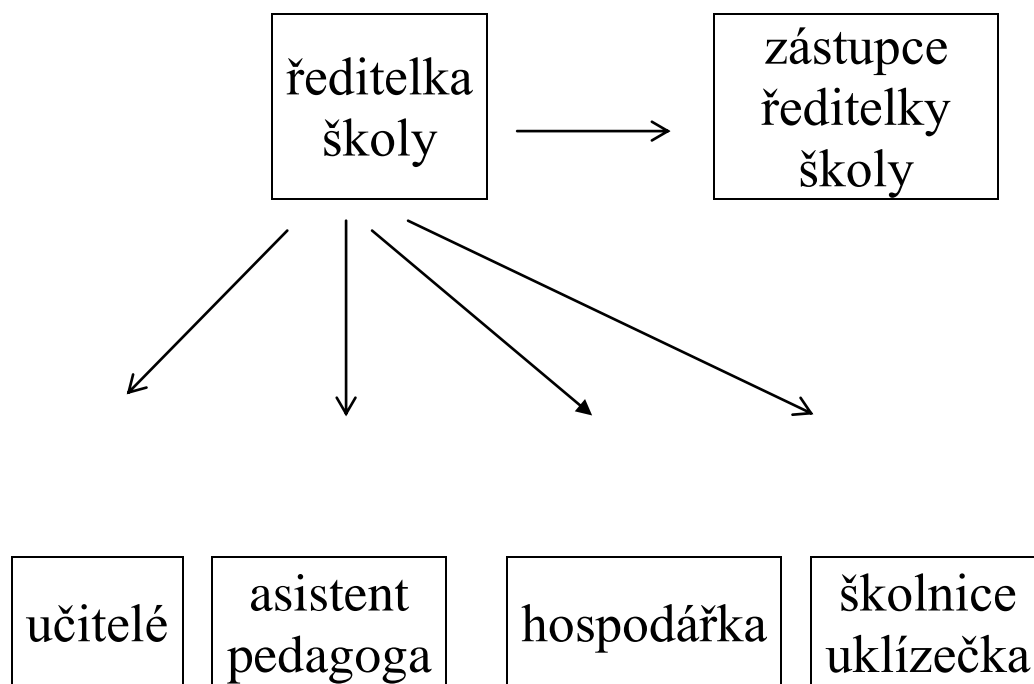 ředitelka
školy
zástupce
ředitelky
školy
učitelé
asistent
pedagoga
hospodářka
školnice
uklízečka